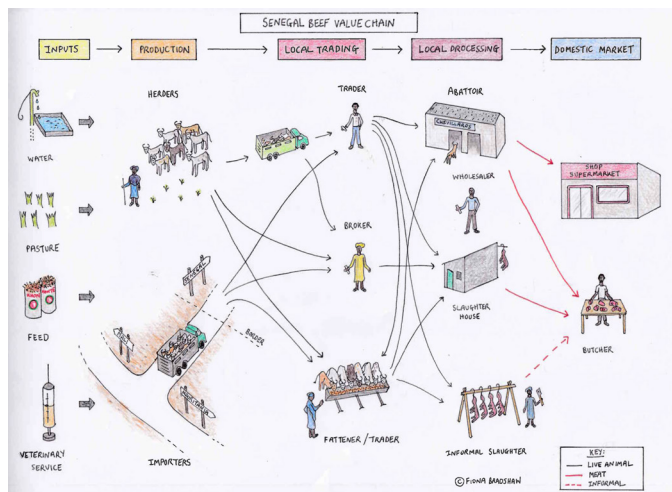 SENEGAL BEEF VALUE CHAIN
INPUTS
PRODUCTION
LOCAL TRADING
LOCAL PROCESSING
DOMESTIC MARKET
WATER
PASTURE
FEED
VETERINARY
SERVICE
HERDERS
SENEGAL
BORDER
IMPORTERS
TRADER
BROKER
FATTENER / TRADER
ABATTOIR
CHEVILLARDS
WHOLESALER
SLAUGHTER
HOUSE
INFORMAL SLAUGHTER
SHOP
SUPERMARKET
BUTCHER
KEY:
LIVE ANIMAL
MEAT
INFORMAL
© FIONA BRADSHAW